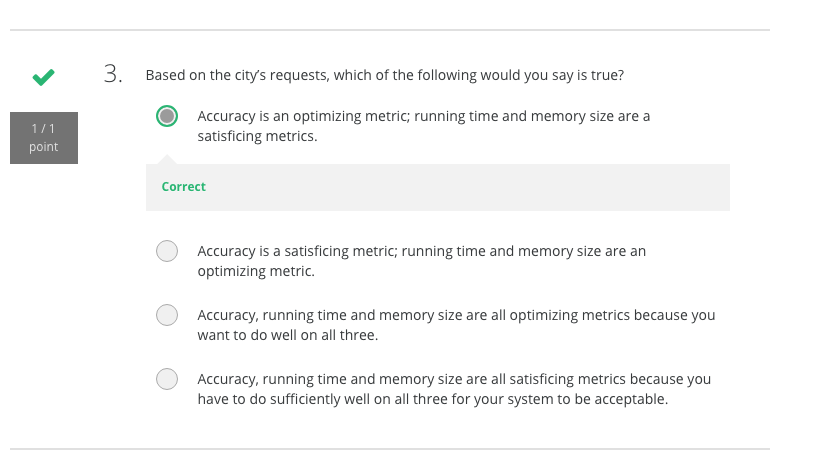 3. Based on the city’s requests, which of the following would you say is true?
1 / 1
point
Accuracy is an optimizing metric; running time and memory size are a
satisficing metrics.
Correct
Accuracy is a satisficing metric; running time and memory size are an
optimizing metric.
Accuracy, running time and memory size are all optimizing metrics because you
want to do well on all three.
Accuracy, running time and memory size are all satisficing metrics because you
have to do sufficiently well on all three for your system to be acceptable.